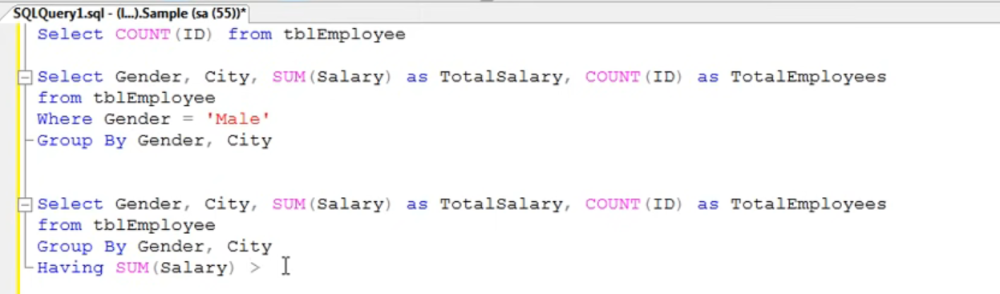 SQLQuery1.sql - (l...).Sample (sa (55))*
Select COUNT(ID) from tblEmployee
Select Gender, City, SUM(Salary) as TotalSalary, COUNT(ID) as TotalEmployees
from tblEmployee
Where Gender = 'Male'
Group By Gender, City
Select Gender, City, SUM(Salary) as TotalSalary, COUNT(ID) as TotalEmployees
from tblEmployee
Group By Gender, City
Having SUM(Salary) >